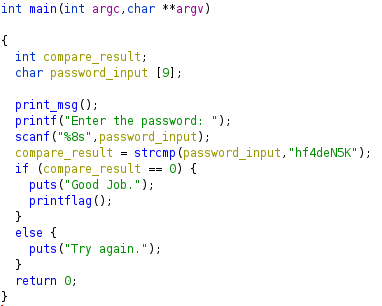 int main(int argc,char **argv)
{
int compare_result;
char password_input [9];
print_msg();
printf("Enter the password: ");
scanf("%8s",password_input);
compare_result = strcmp(password_input,"hf4deN5K");
if (compare_result == 0) {
puts("Good Job.");
printflag();
}
else {
puts("Try again.");
}
return 0;
}